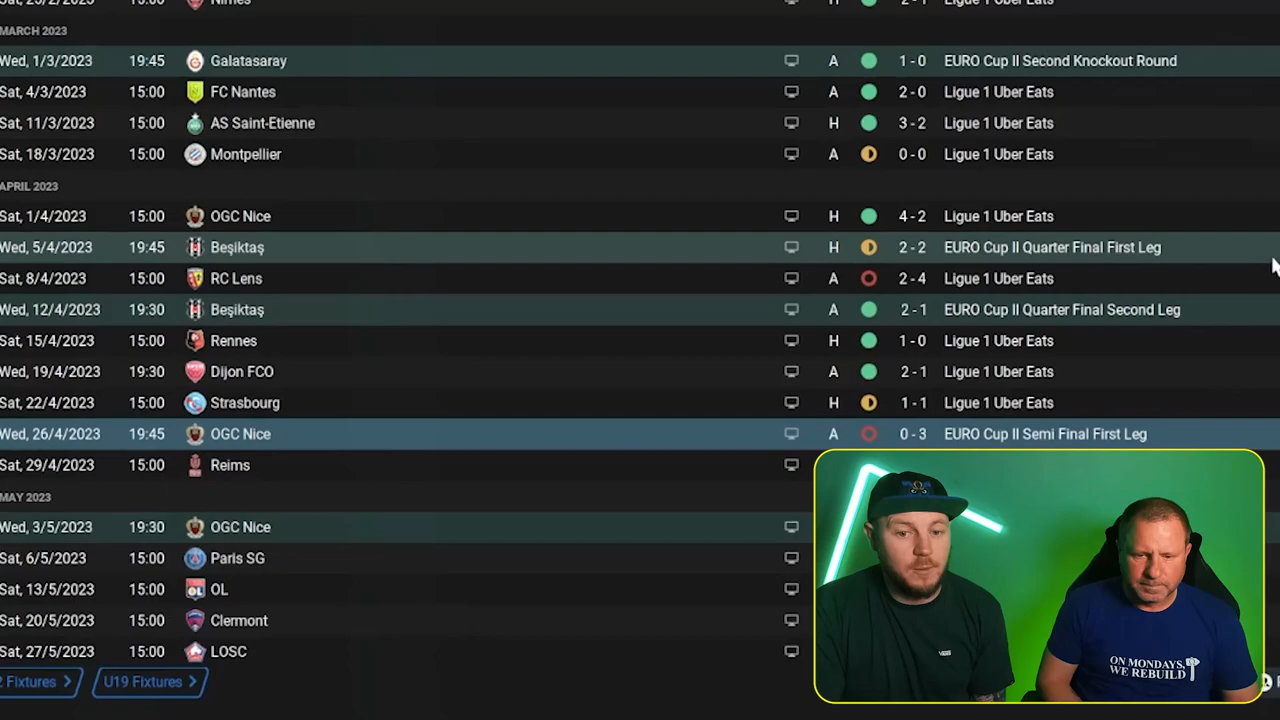 MARCH 2023
Wed, 1/3/2023 19:45 Galatasaray A 1 - 0 EURO Cup II Second Knockout Round
Sat, 4/3/2023 15:00 FC Nantes A 2 - 0 Ligue 1 Uber Eats
Sat, 11/3/2023 15:00 AS Saint-Etienne H 3 - 2 Ligue 1 Uber Eats
Sat, 18/3/2023 15:00 Montpellier A 0 - 0 Ligue 1 Uber Eats
APRIL 2023
Sat, 1/4/2023 15:00 OGC Nice H 4 - 2 Ligue 1 Uber Eats
Wed, 5/4/2023 19:45 Beşiktaş H 2 - 2 EURO Cup II Quarter Final First Leg
Sat, 8/4/2023 15:00 RC Lens A 2 - 4 Ligue 1 Uber Eats
Wed, 12/4/2023 19:30 Beşiktaş A 2 - 1 EURO Cup II Quarter Final Second Leg
Sat, 15/4/2023 15:00 Rennes H 1 - 0 Ligue 1 Uber Eats
Wed, 19/4/2023 19:30 Dijon FCO A 2 - 1 Ligue 1 Uber Eats
Sat, 22/4/2023 15:00 Strasbourg H 1 - 1 Ligue 1 Uber Eats
Wed, 26/4/2023 19:45 OGC Nice A 0 - 3 EURO Cup II Semi Final First Leg
Sat, 29/4/2023 15:00 Reims
MAY 2023
Wed, 3/5/2023 19:30 OGC Nice
Sat, 6/5/2023 15:00 Paris SG
Sat, 13/5/2023 15:00 OL
Sat, 20/5/2023 15:00 Clermont
Sat, 27/5/2023 15:00 LOSC
2 Fixtures U19 Fixtures
ON MONDAYS,
WE REBUILD